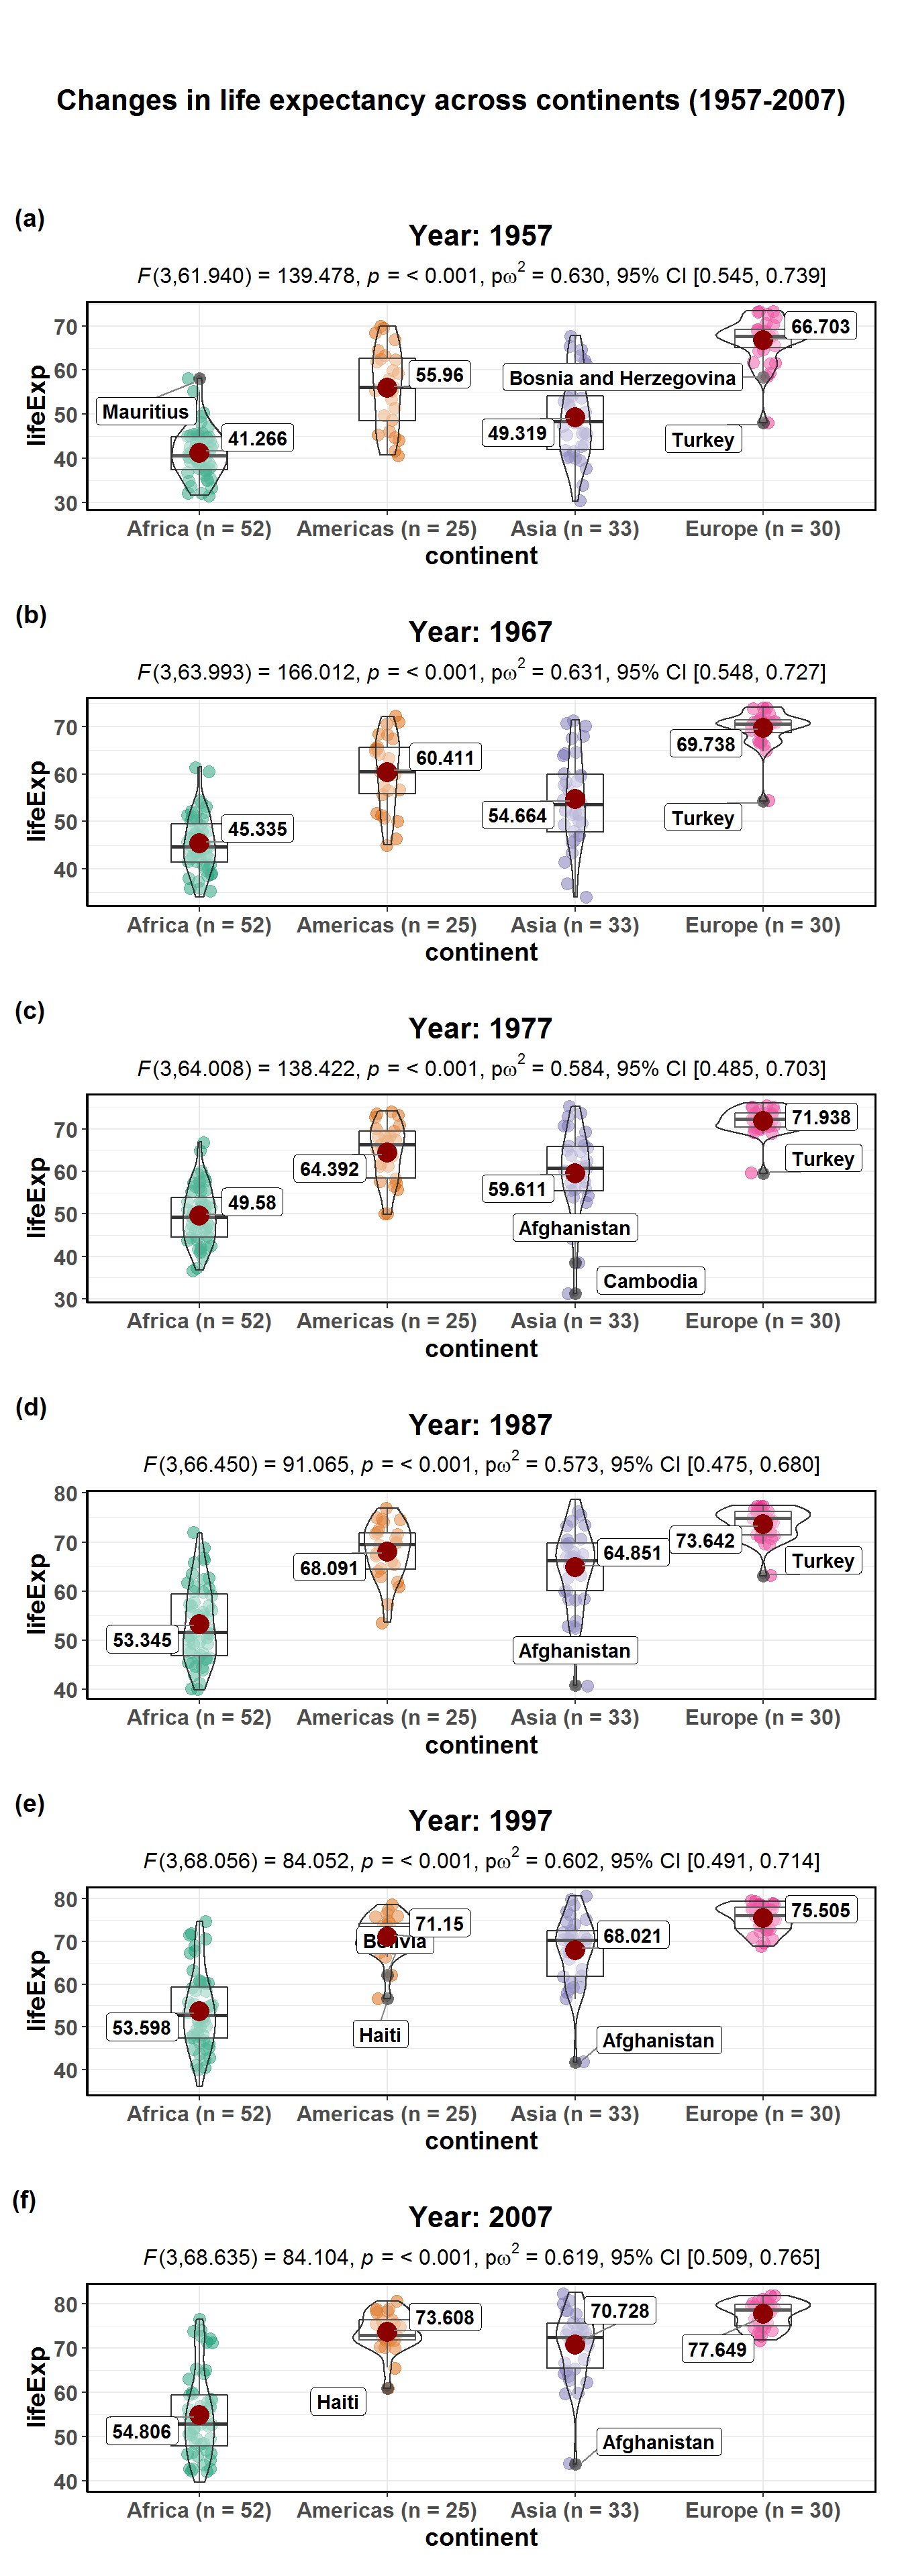 Changes in life expectancy across continents (1957-2007)
(a)
Year: 1957
F(3,61.940) = 139.478, p = < 0.001, pω² = 0.630, 95% CI [0.545, 0.739]
lifeExp
70
60
50
40
30
Mauritius
41.266
55.96
49.319
Bosnia and Herzegovina
66.703
Turkey
Africa (n = 52) Americas (n = 25) Asia (n = 33) Europe (n = 30)
continent
(b)
Year: 1967
F(3,63.993) = 166.012, p = < 0.001, pω² = 0.631, 95% CI [0.548, 0.727]
lifeExp
70
60
50
40
45.335
60.411
54.664
69.738
Turkey
Africa (n = 52) Americas (n = 25) Asia (n = 33) Europe (n = 30)
continent
(c)
Year: 1977
F(3,64.008) = 138.422, p = < 0.001, pω² = 0.584, 95% CI [0.485, 0.703]
lifeExp
70
60
50
40
30
49.58
64.392
59.611
Afghanistan
Cambodia
71.938
Turkey
Africa (n = 52) Americas (n = 25) Asia (n = 33) Europe (n = 30)
continent
(d)
Year: 1987
F(3,66.450) = 91.065, p = < 0.001, pω² = 0.573, 95% CI [0.475, 0.680]
lifeExp
80
70
60
50
40
53.345
68.091
64.851
Afghanistan
73.642
Turkey
Africa (n = 52) Americas (n = 25) Asia (n = 33) Europe (n = 30)
continent
(e)
Year: 1997
F(3,68.056) = 84.052, p = < 0.001, pω² = 0.602, 95% CI [0.491, 0.714]
lifeExp
80
70
60
50
40
53.598
71.15
Bolivia
Haiti
68.021
Afghanistan
75.505
Africa (n = 52) Americas (n = 25) Asia (n = 33) Europe (n = 30)
continent
(f)
Year: 2007
F(3,68.635) = 84.104, p = < 0.001, pω² = 0.619, 95% CI [0.509, 0.765]
lifeExp
80
70
60
50
40
54.806
73.608
Haiti
70.728
Afghanistan
77.649
Africa (n = 52) Americas (n = 25) Asia (n = 33) Europe (n = 30)
continent